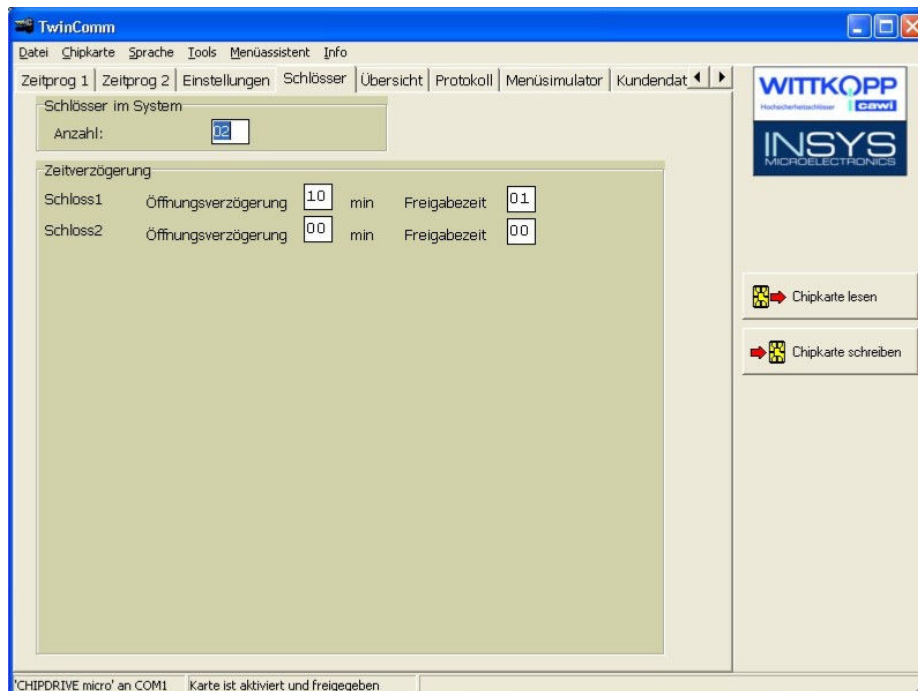 TwinComm
Datei Chipkarte Sprache Tools Menüassistent Info
Zeitprog 1 Zeitprog 2 Einstellungen Schlösser Übersicht Protokoll Menüsimulator Kundendat
Schlösser im System
Anzahl: 02
Zeitverzögerung
Schloss1 Öffnungsverzögerung 10 min Freigabezeit 01
Schloss2 Öffnungsverzögerung 00 min Freigabezeit 00
WITTKOPP
Hochsicherheitsschlösser cawi
INSYS
MICROELECTRONICS
Chipkarte lesen
Chipkarte schreiben
'CHIPDRIVE micro' an COM1 Karte ist aktiviert und freigegeben